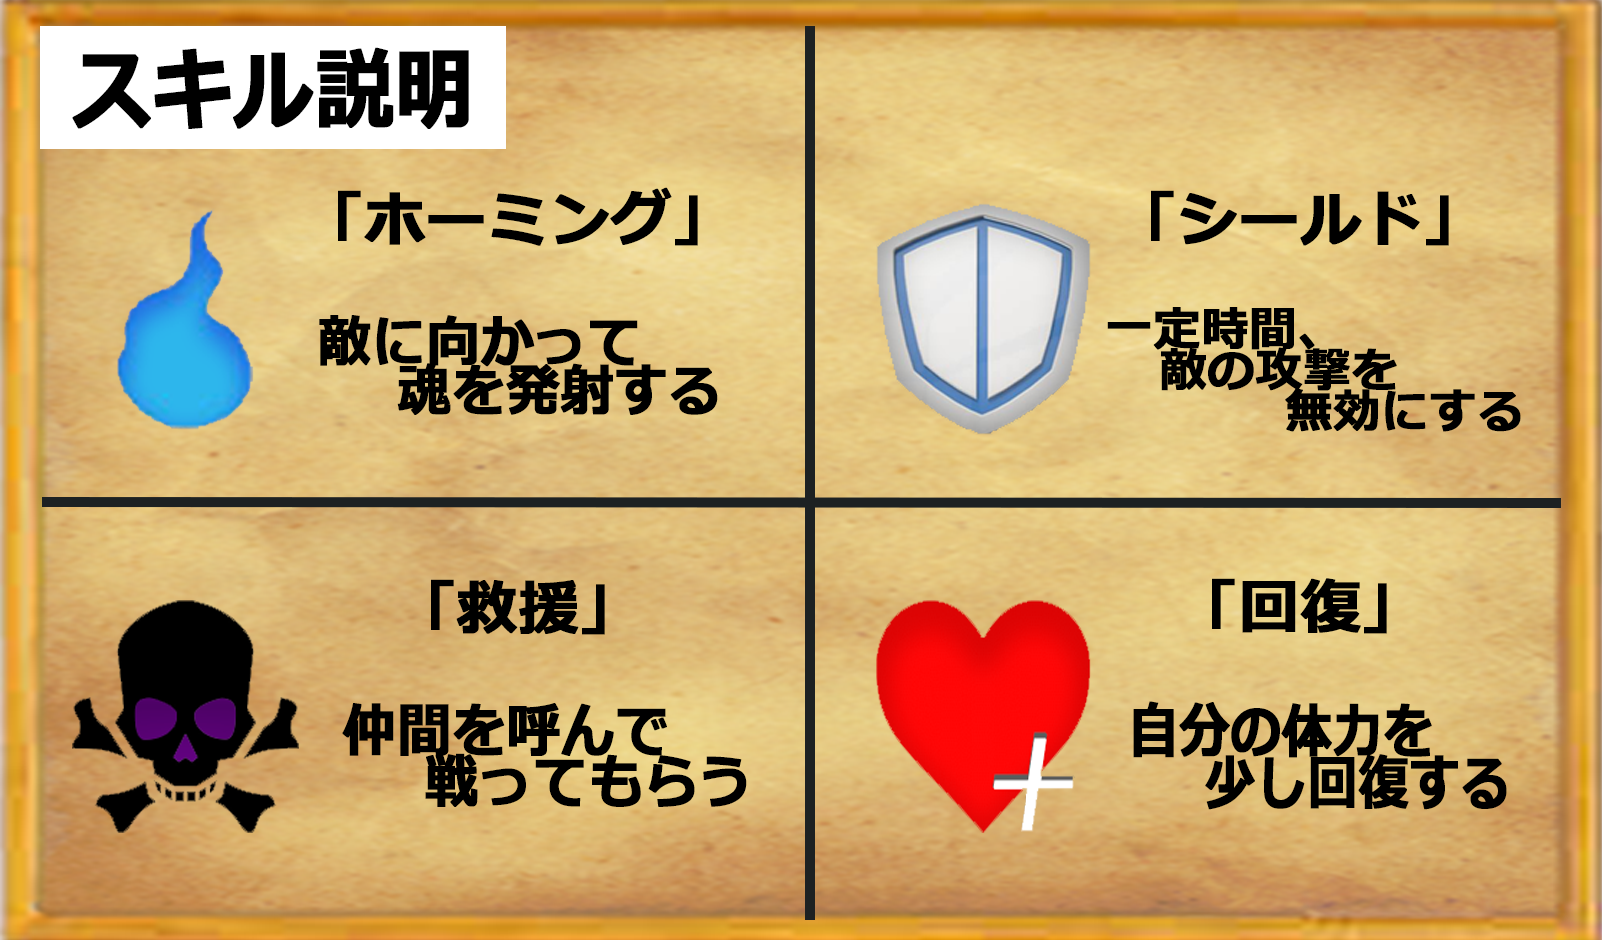 スキル説明
「ホーミング」
敵に向かって
魂を発射する
「シールド」
一定時間、
敵の攻撃を
無効にする
「救援」
仲間を呼んで
戦ってもらう
「回復」
自分の体力を
少し回復する